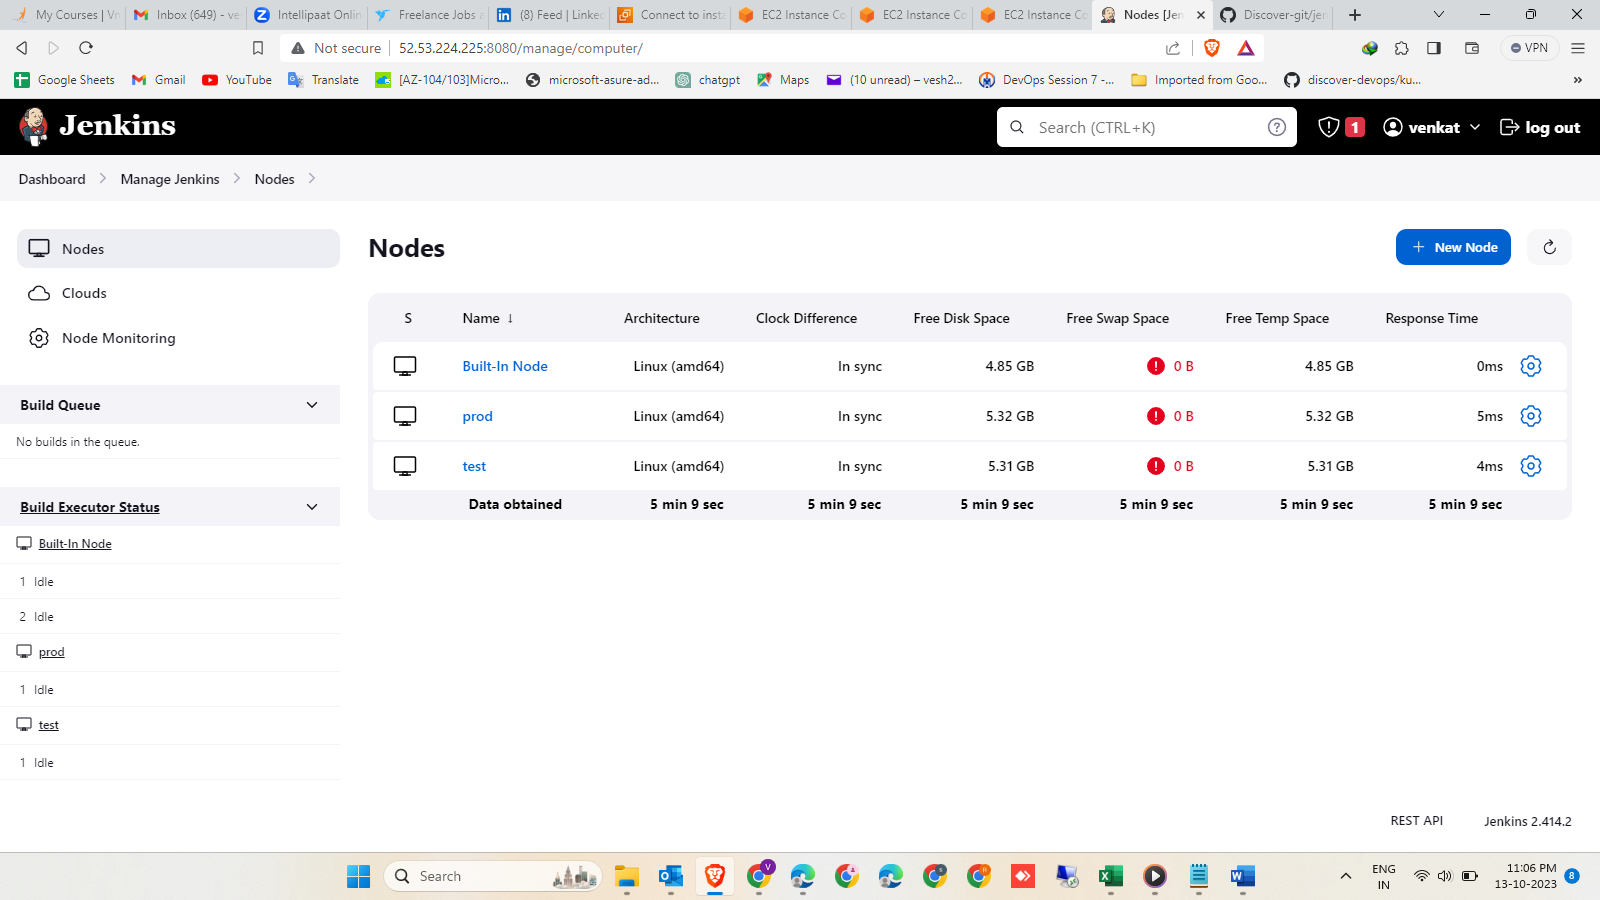 My Courses | Vn
Inbox (649) - ve
Intellipaat Onlin
Freelance Jobs a
(8) Feed | Linked
Connect to insta
EC2 Instance Co
EC2 Instance Co
EC2 Instance Co
Nodes [Jen
Discover-git/jen
Not secure
52.53.224.225:8080/manage/computer/
VPN
Google Sheets
Gmail
YouTube
Translate
[AZ-104/103]Micro...
microsoft-asure-ad...
chatgpt
Maps
(10 unread) – vesh2...
DevOps Session 7 -...
Imported from Goo...
discover-devops/ku...
»
Jenkins
Search (CTRL+K)
1
venkat
log out
Dashboard
Manage Jenkins
Nodes
Nodes
Clouds
Node Monitoring
Build Queue
No builds in the queue.
Build Executor Status
Built-In Node
1 Idle
2 Idle
prod
1 Idle
test
1 Idle
Nodes
+ New Node
S Name ↓ Architecture Clock Difference Free Disk Space Free Swap Space Free Temp Space Response Time
Built-In Node Linux (amd64) In sync 4.85 GB 0 B 4.85 GB 0ms
prod Linux (amd64) In sync 5.32 GB 0 B 5.32 GB 5ms
test Linux (amd64) In sync 5.31 GB 0 B 5.31 GB 4ms
Data obtained 5 min 9 sec 5 min 9 sec 5 min 9 sec 5 min 9 sec 5 min 9 sec 5 min 9 sec
REST API
Jenkins 2.414.2
Search
ENG
IN
11:06 PM
13-10-2023
8